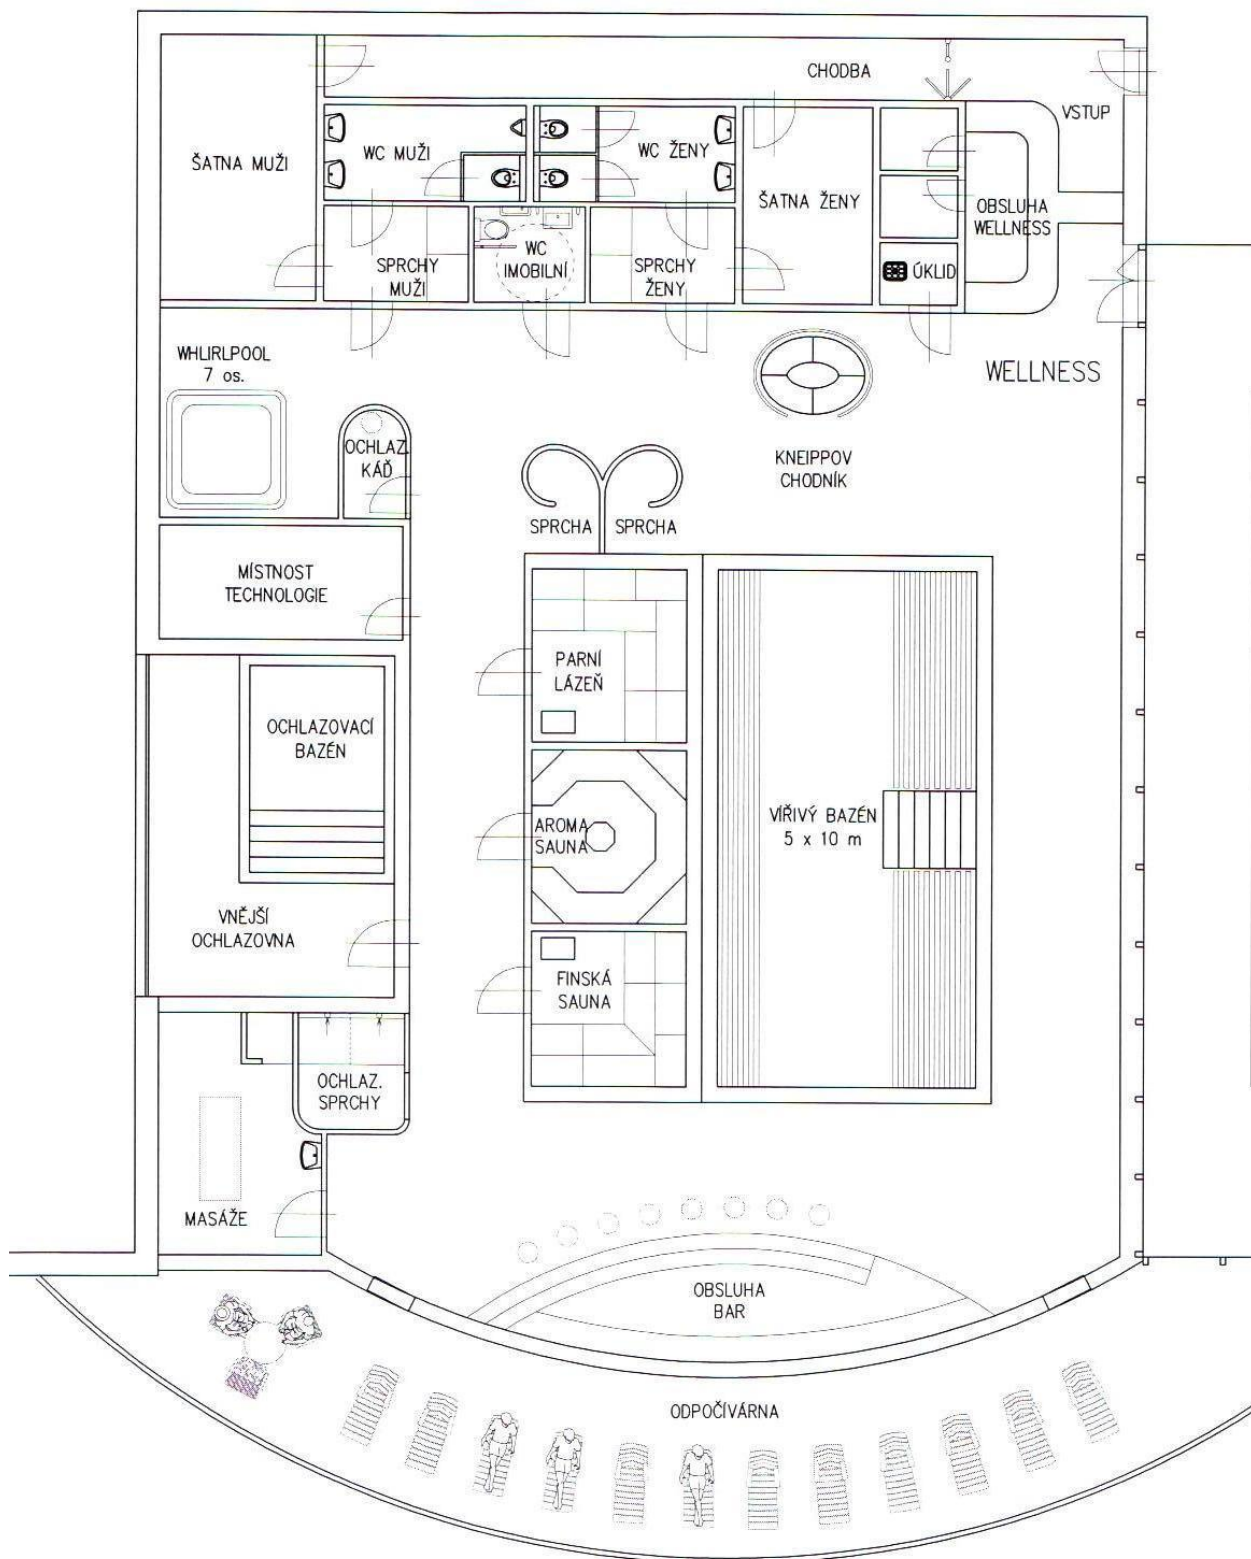 CHODBA
VSTUP
ŠATNA MUŽI
WC MUŽI
WC ŽENY
ŠATNA ŽENY
OBSLUHA
WELLNESS
SPRCHY
MUŽI
WC
IMOBILNÍ
SPRCHY
ŽENY
ÚKLID
WHLIRLPOOL
7 os.
WELLNESS
OCHLAZ.
KÁĎ
KNEIPPOV
CHODNÍK
SPRCHA
SPRCHA
MÍSTNOST
TECHNOLOGIE
PARNÍ
LÁZEŇ
OCHLAZOVACÍ
BAZÉN
AROMA
SAUNA
VÍŘIVÝ BAZÉN
5 x 10 m
VNĚJŠÍ
OCHLAZOVNA
FINSKÁ
SAUNA
OCHLAZ.
SPRCHY
MASÁŽE
OBSLUHA
BAR
ODPOČÍVÁRNA